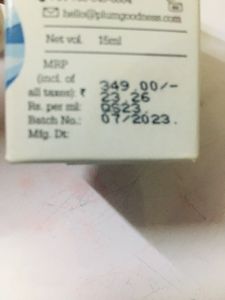 hello@plumgoodness.com
Net vol. 15ml
MRP
(incl. of 349.00/-
all taxes): ₹ 23.26
Rs. per ml: 0623
Batch No.: 07/2023.
Mfg. Dt: